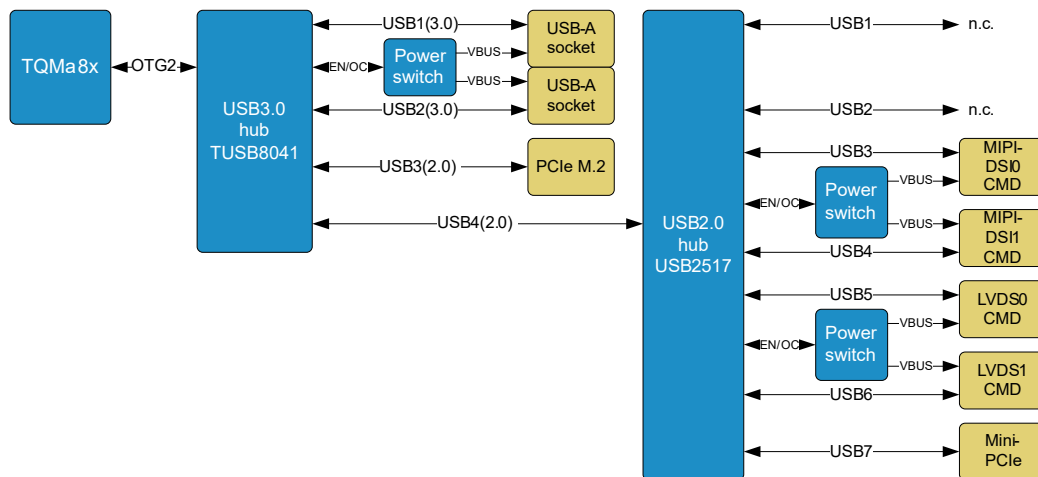 TQMa8x
OTG2
USB3.0
hub
TUSB8041
USB1(3.0)
EN/OC
Power
switch
VBUS
VBUS
USB-A
socket
USB-A
socket
USB2(3.0)
USB3(2.0)
PCIe M.2
USB4(2.0)
USB2.0
hub
USB2517
USB1
n.c.
USB2
n.c.
USB3
MIPI-
DSI0
CMD
EN/OC
Power
switch
VBUS
VBUS
MIPI-
DSI1
CMD
USB4
USB5
LVDS0
CMD
EN/OC
Power
switch
VBUS
VBUS
LVDS1
CMD
USB6
USB7
Mini-
PCIe